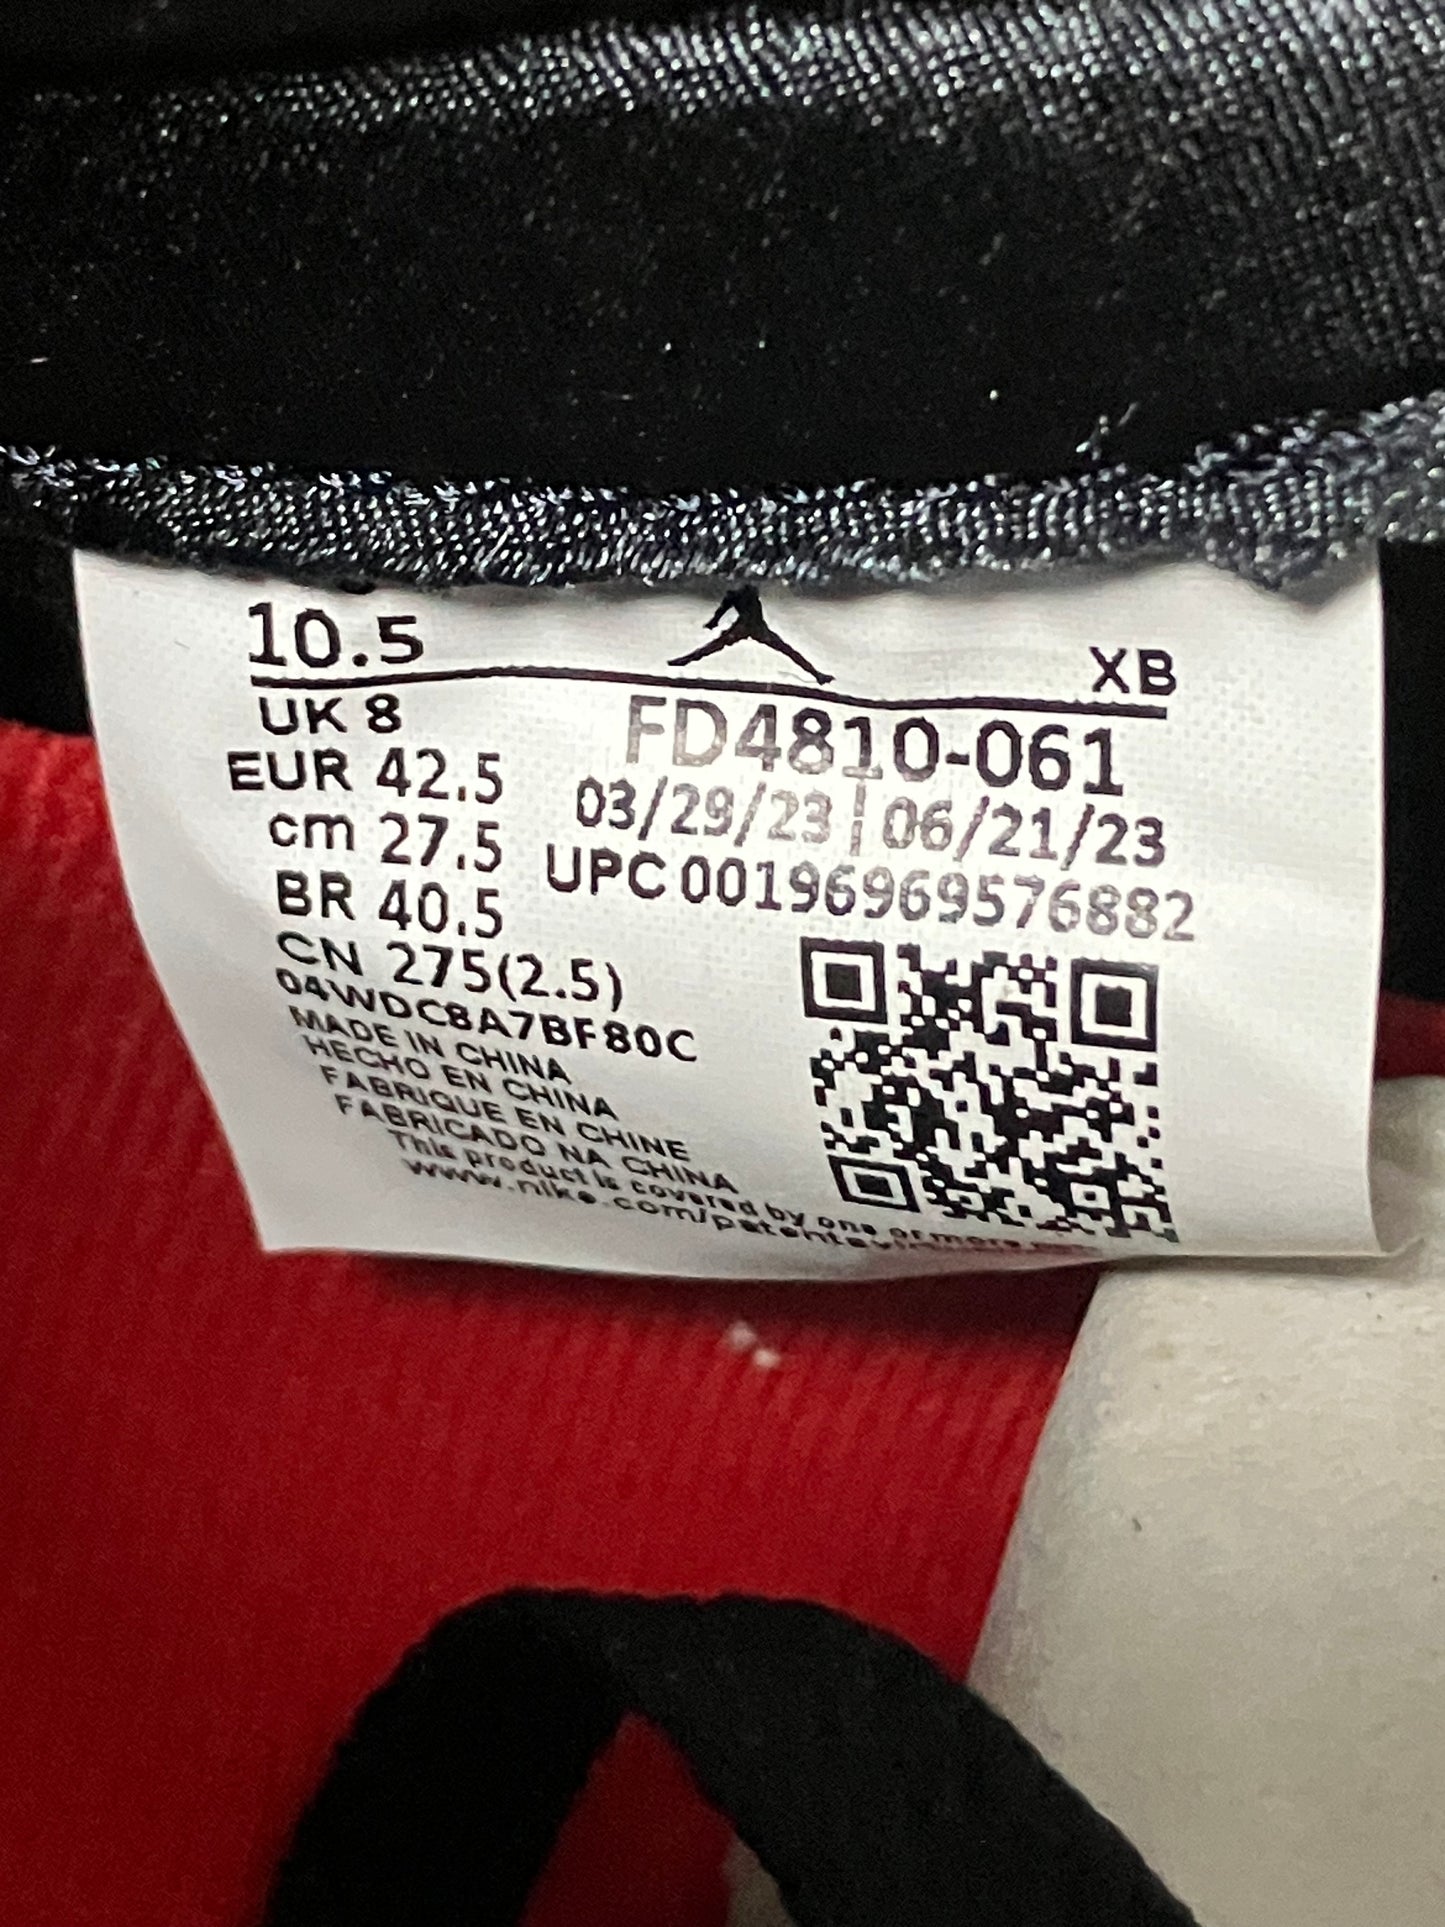 10.5
XB
UK 8
FD4810-061
EUR 42.5
03/29/23 | 06/21/23
cm 27.5
UPC 00196969576882
BR 40.5
CN 275(2.5)
04WDC8A7BF80C
MADE IN CHINA
HECHO EN CHINA
FABRIQUE EN CHINE
FABRICADO NA CHINA
This product is covered by one or more
www.nike.com/patents